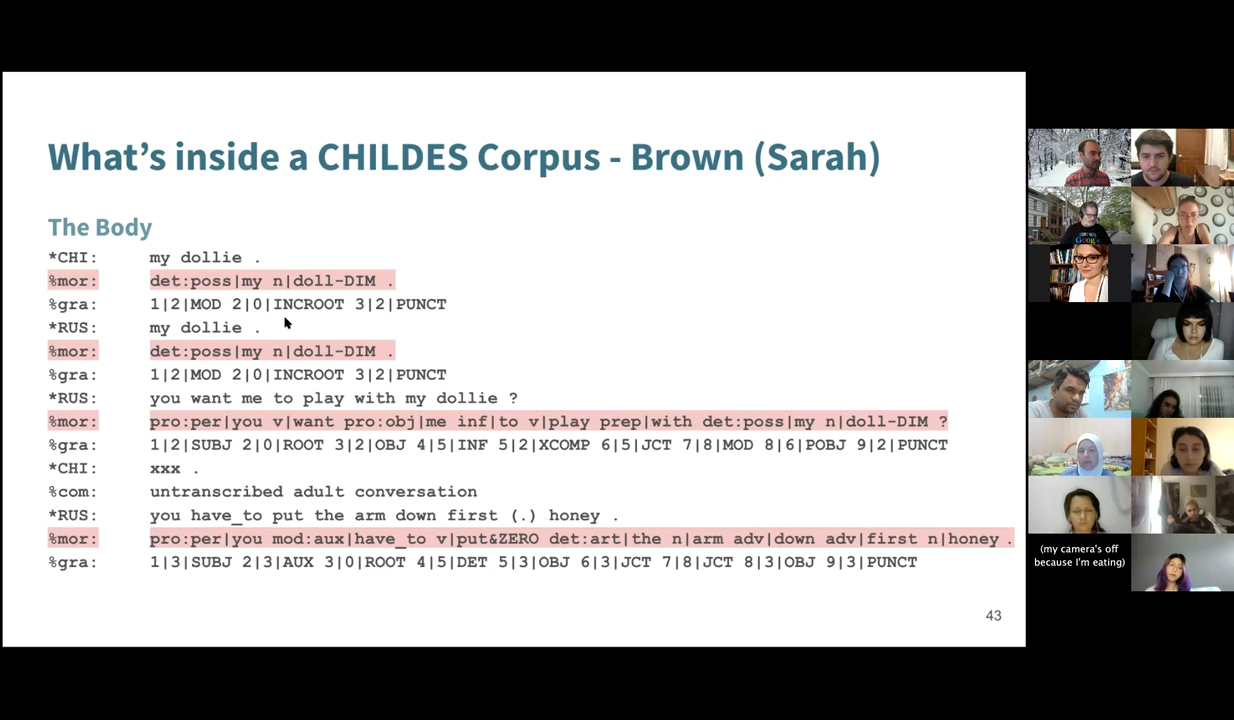 What's inside a CHILDES Corpus - Brown (Sarah)
The Body
*CHI: my dollie .
%mor: det:poss|my n|doll-DIM .
%gra: 1|2|MOD 2|0|INCROOT 3|2|PUNCT
*RUS: my dollie .
%mor: det:poss|my n|doll-DIM .
%gra: 1|2|MOD 2|0|INCROOT 3|2|PUNCT
*RUS: you want me to play with my dollie ?
%mor: pro:per|you v|want pro:obj|me inf|to v|play prep|with det:poss|my n|doll-DIM ?
%gra: 1|2|SUBJ 2|0|ROOT 3|2|OBJ 4|5|INF 5|2|XCOMP 6|5|JCT 7|8|MOD 8|6|POBJ 9|2|PUNCT
*CHI: xxx .
%com: untranscribed adult conversation
*RUS: you have_to put the arm down first (.) honey .
%mor: pro:per|you mod:aux|have_to v|put&ZERO det:art|the n|arm adv|down adv|first n|honey .
%gra: 1|3|SUBJ 2|3|AUX 3|0|ROOT 4|5|DET 5|3|OBJ 6|3|JCT 7|8|JCT 8|3|OBJ 9|3|PUNCT
43
Google
(my camera's off
because I'm eating)